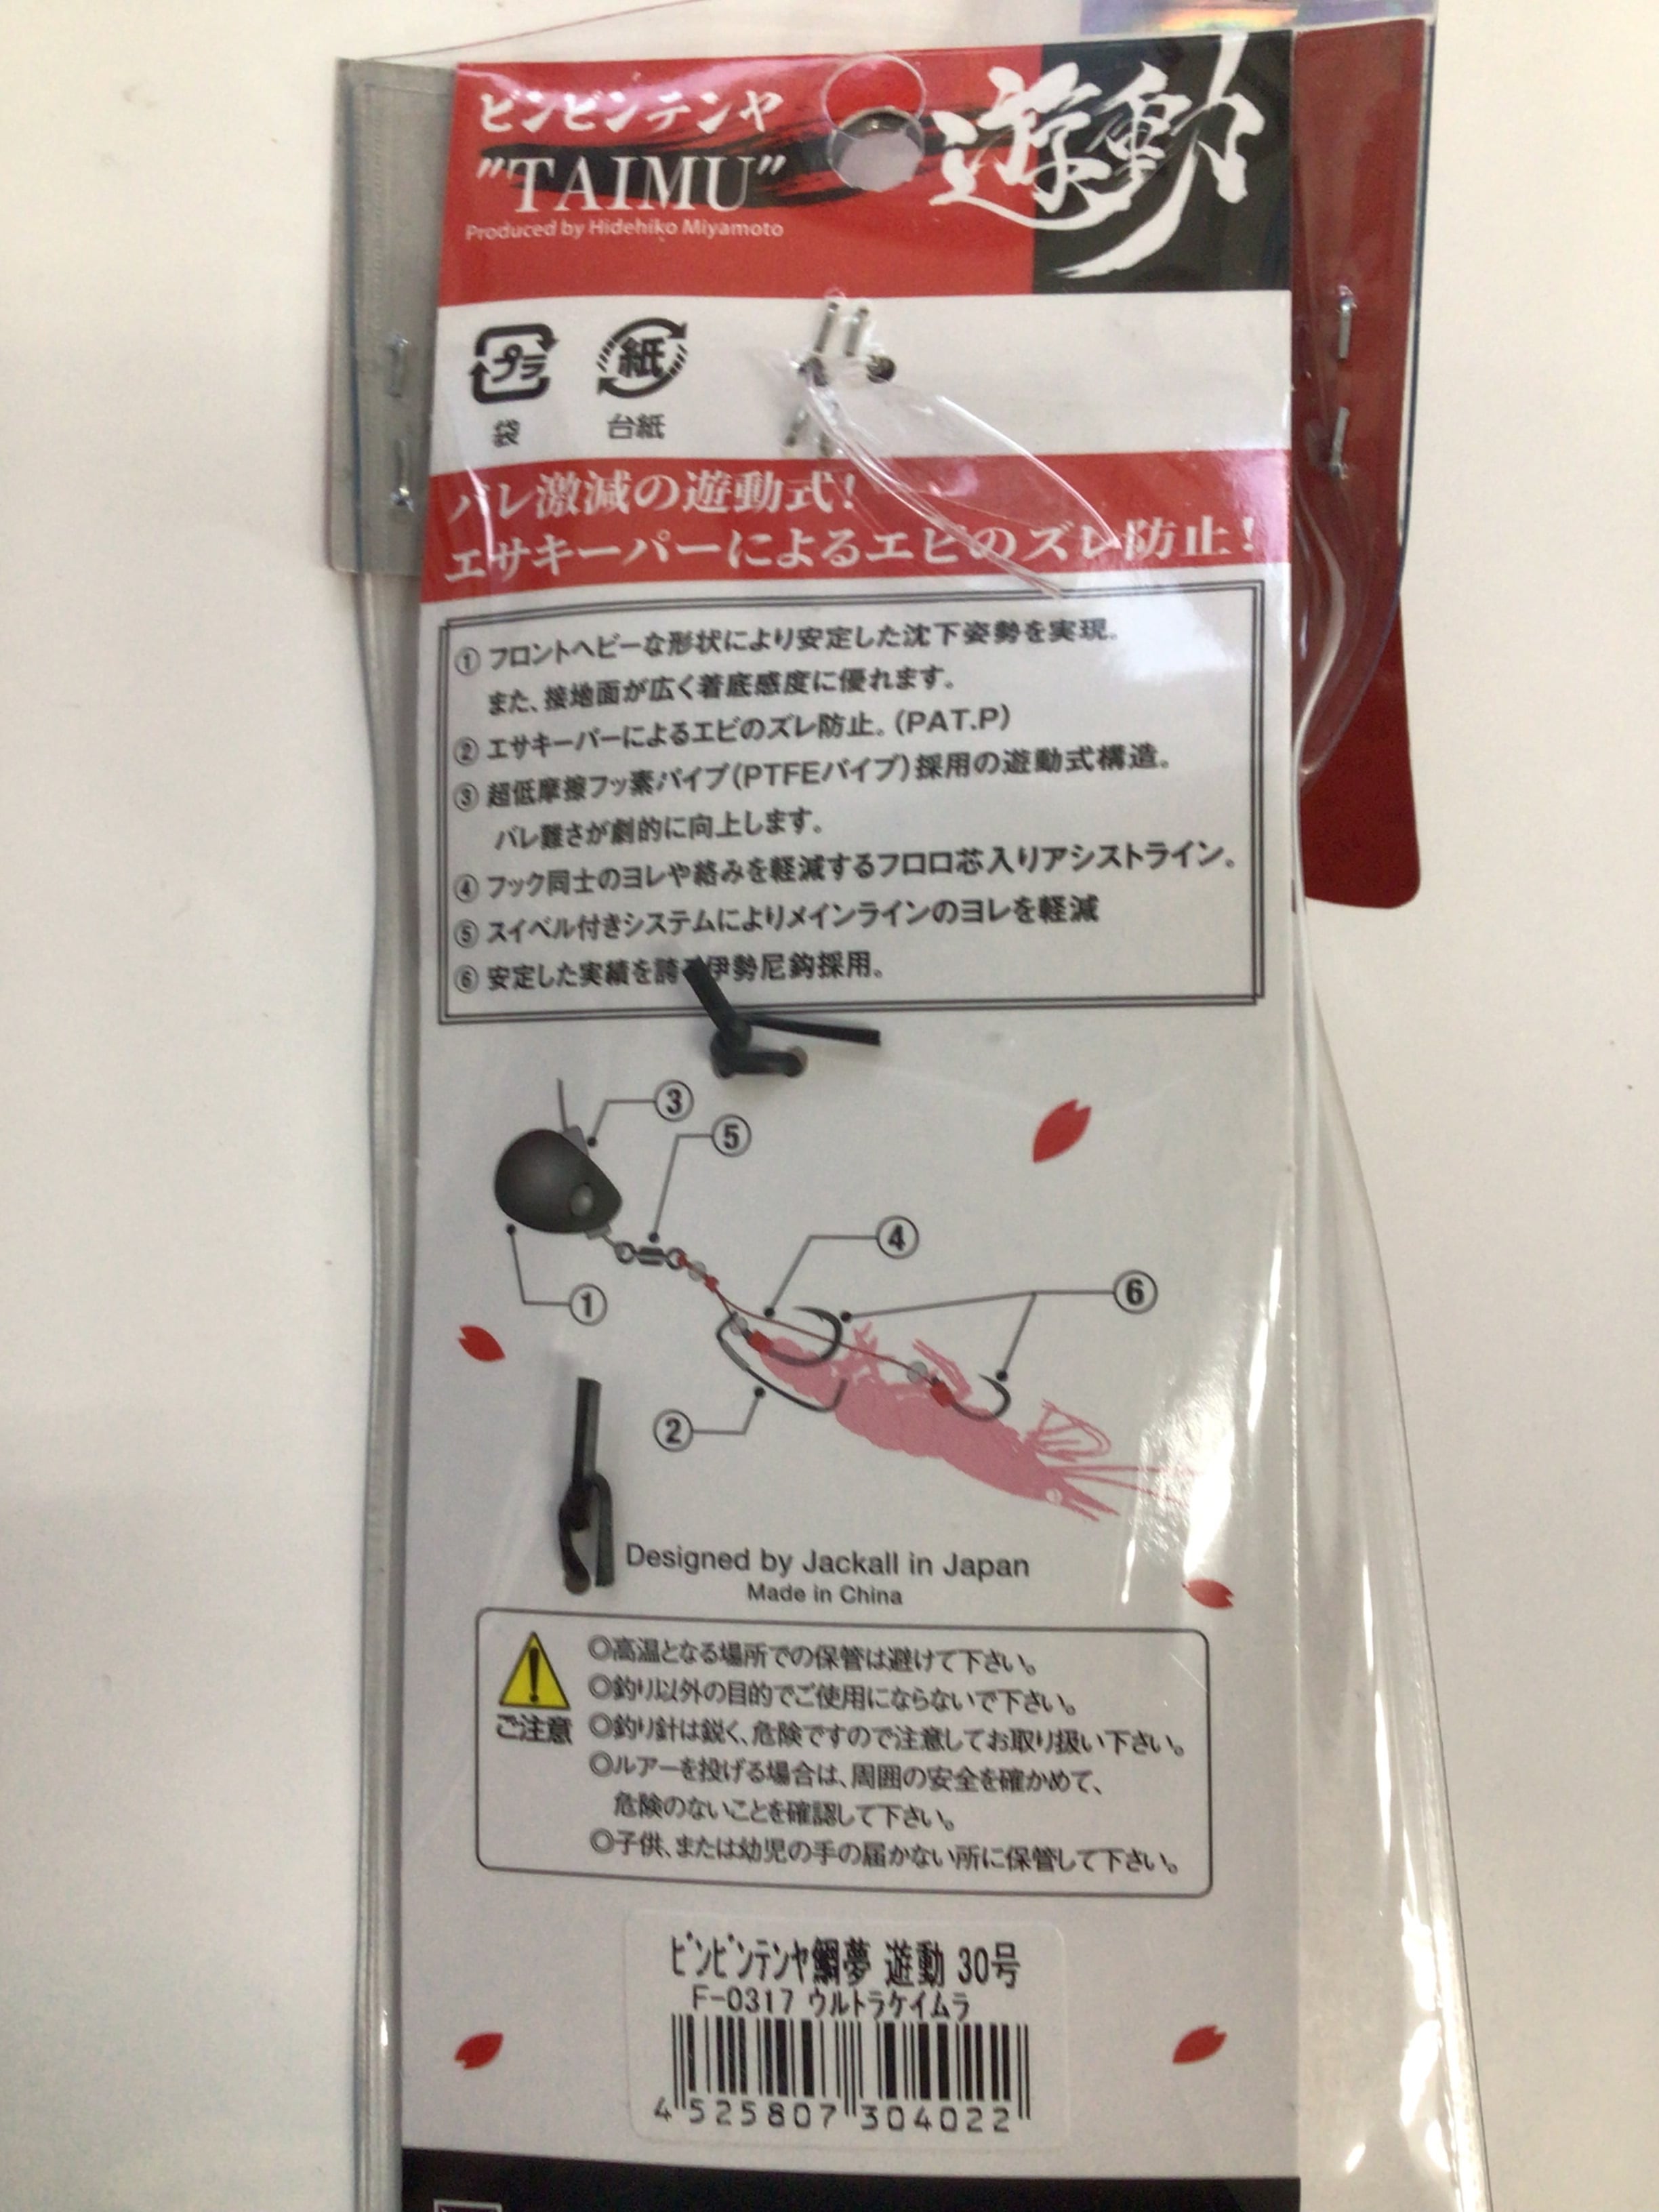 ビンビンテンヤ
"TAIMU"
Produced by Hidehiko Miyamoto
遊動
プラ
袋
紙
台紙
バレ激減の遊動式!
エサキーパーによるエビのズレ防止!
① フロントヘビーな形状により安定した沈下姿勢を実現。
また、接地面が広く着底感度に優れます。
② エサキーパーによるエビのズレ防止。(PAT.P)
③ 超低摩擦フッ素パイプ(PTFEパイプ)採用の遊動式構造。
バレ難さが劇的に向上します。
④ フック同士のヨレや絡みを軽減するフロロ芯入りアシストライン。
⑤ スイベル付きシステムによりメインラインのヨレを軽減
⑥ 安定した実績を誇 伊勢尼鈎採用。
③
⑤
④
①
⑥
②
Designed by Jackall in Japan
Made in China
ご注意
◎高温となる場所での保管は避けて下さい。
◎釣り以外の目的でご使用にならないで下さい。
◎釣り針は鋭く、危険ですので注意してお取り扱い下さい。
◎ルアーを投げる場合は、周囲の安全を確かめて、
危険のないことを確認して下さい。
◎子供、または幼児の手の届かない所に保管して下さい。
ビンビンテンヤ鯛夢 遊動 30号
F-0317 ウルトラケイムラ
4 525807 304022